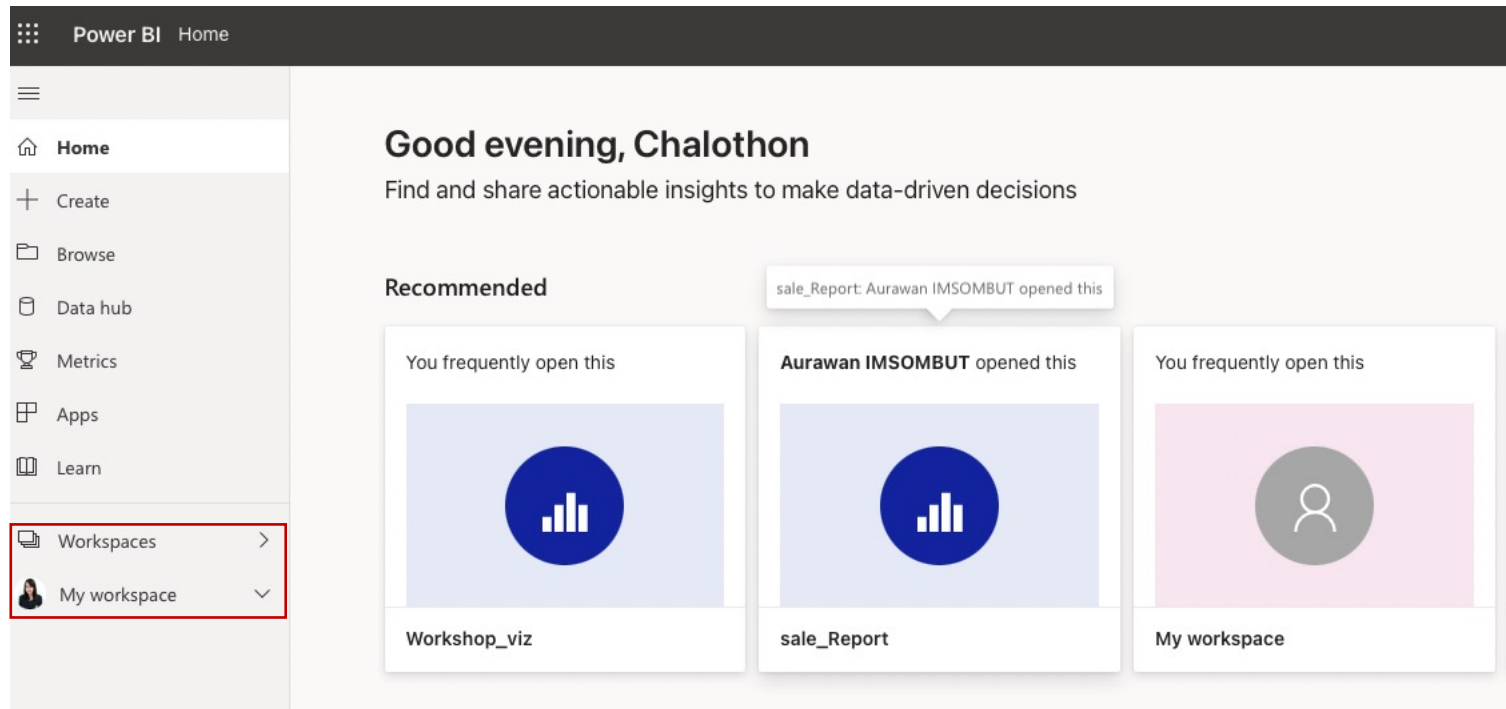 Power BI Home
Home
Create
Browse
Data hub
Metrics
Apps
Learn
Workspaces
My workspace
Good evening, Chalothon
Find and share actionable insights to make data-driven decisions
Recommended
sale_Report: Aurawan IMSOMBUT opened this
You frequently open this
Workshop_viz
Aurawan IMSOMBUT opened this
sale_Report
You frequently open this
My workspace